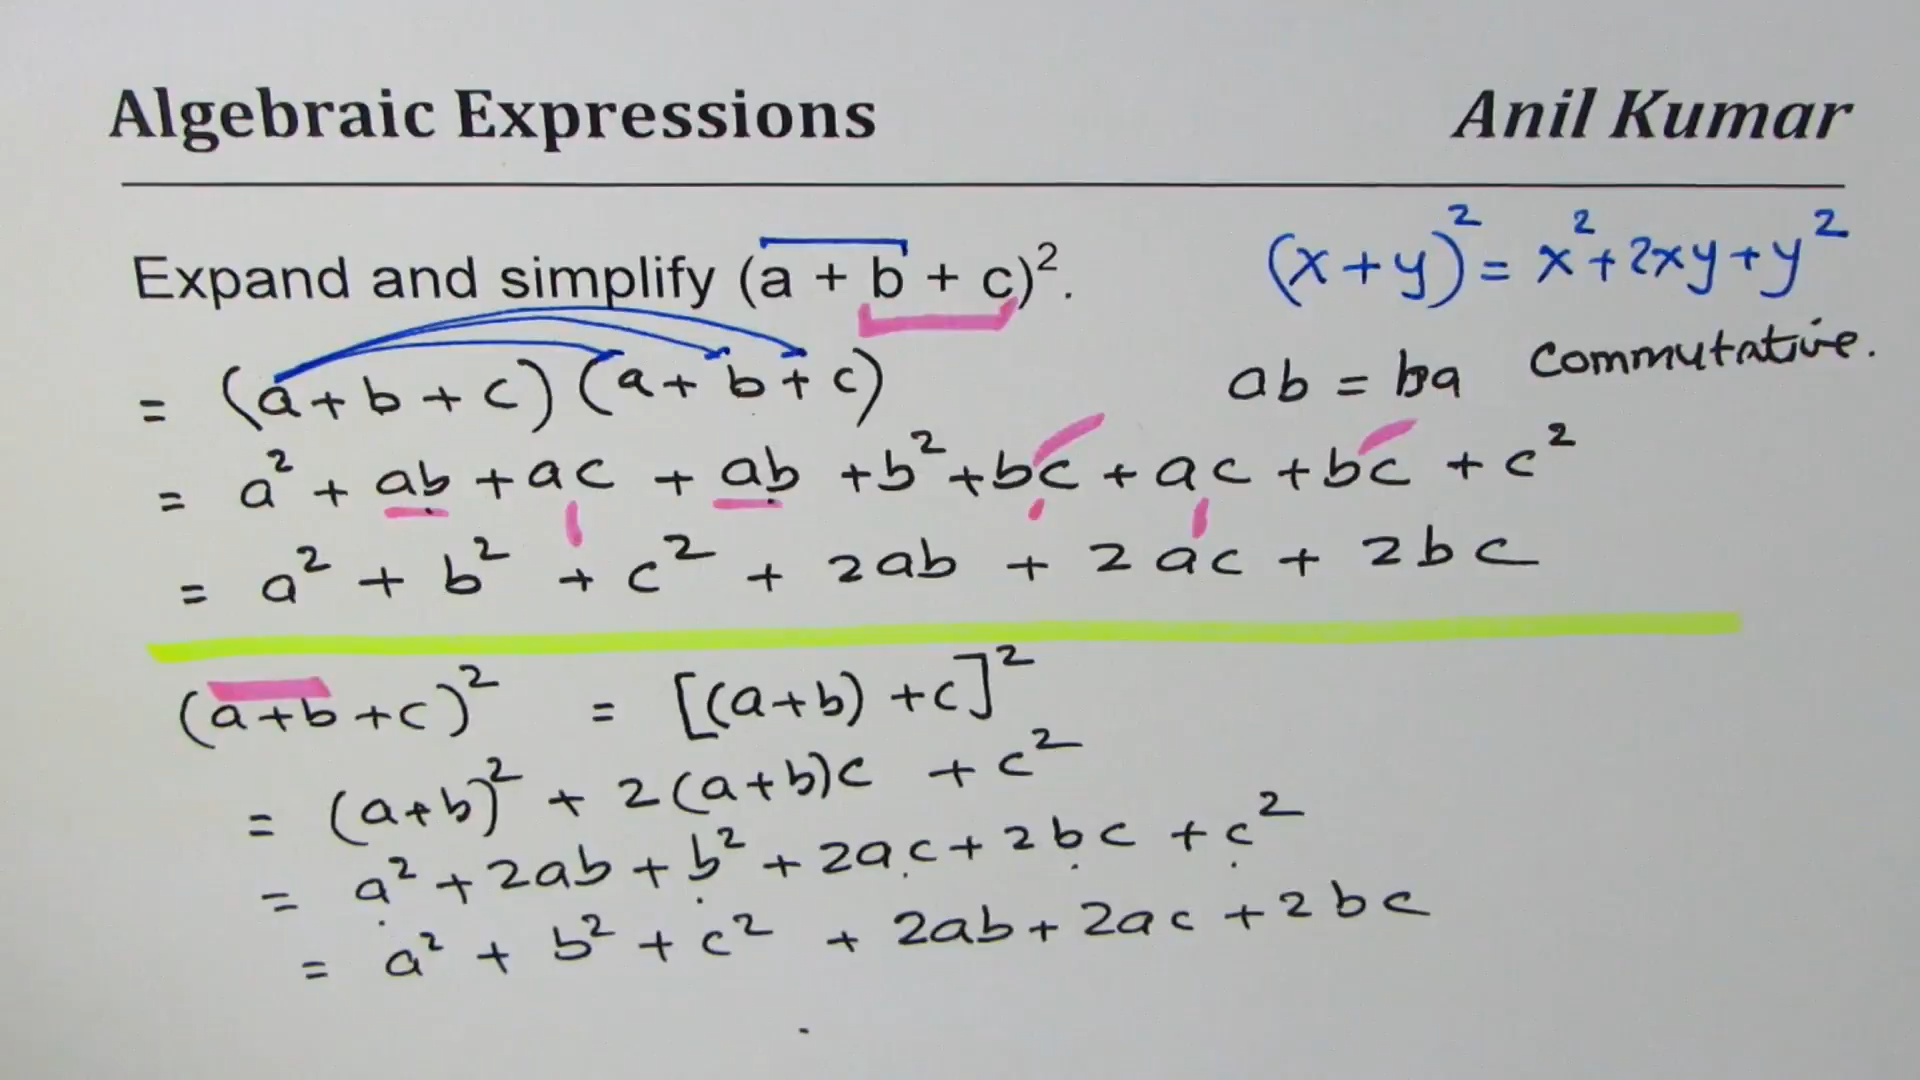 Algebraic Expressions Anil Kumar
Expand and simplify (a + b + c)². (x+y)² = x²+2xy+y²
= (a+b+c)(a+b+c) ab = ba Commutative.
= a² + ab + ac + ab + b² + bc + ac + bc + c²
= a² + b² + c² + 2ab + 2ac + 2bc
(a+b+c)² = [(a+b)+c]²
= (a+b)² + 2(a+b)c + c²
= a² + 2ab + b² + 2ac + 2bc + c²
= a² + b² + c² + 2ab + 2ac + 2bc